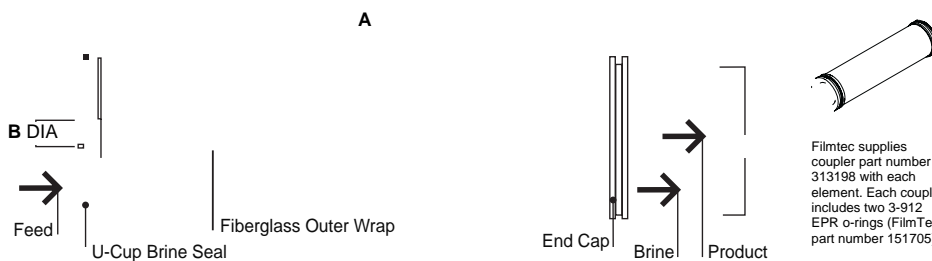 A
B DIA
Feed
U-Cup Brine Seal
Fiberglass Outer Wrap
End Cap
Brine
Product
Filmtec supplies
coupler part number
313198 with each
element. Each coupl
includes two 3-912
EPR o-rings (FilmTe
part number 151705